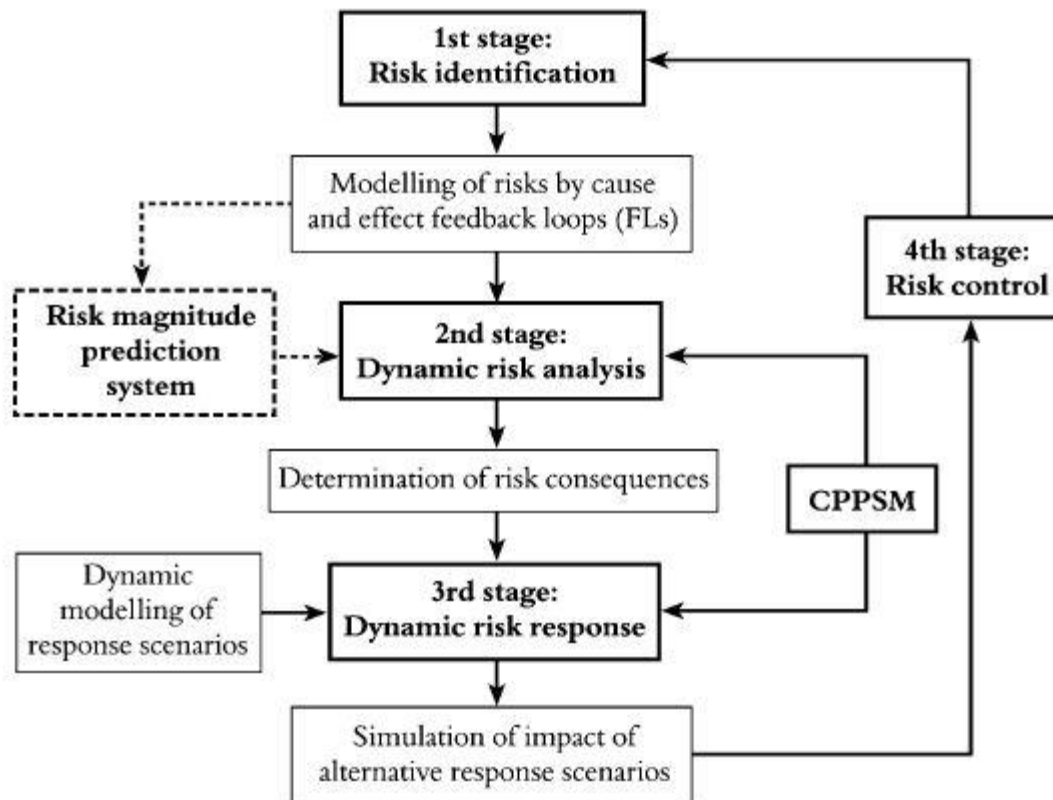 1st stage:
Risk identification
Modelling of risks by cause
and effect feedback loops (FLs)
4th stage:
Risk control
Risk magnitude
prediction
system
2nd stage:
Dynamic risk analysis
Determination of risk consequences
CPPSM
Dynamic
modelling of
response scenarios
3rd stage:
Dynamic risk response
Simulation of impact of
alternative response scenarios